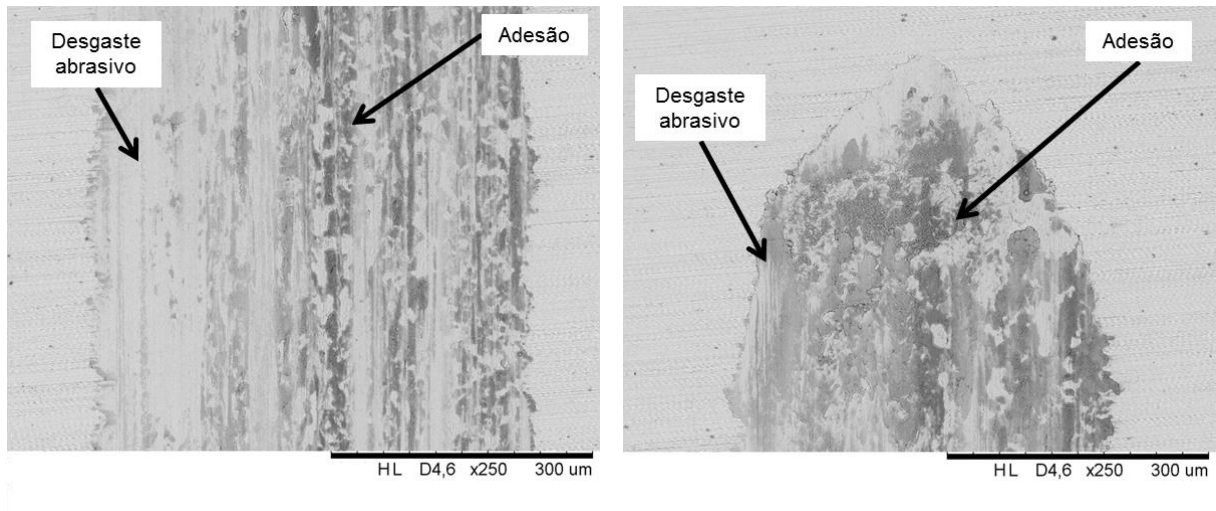 Desgaste
abrasivo
Adesão
HL D4,6 x250 300 um
Desgaste
abrasivo
Adesão
HL D4,6 x250 300 um